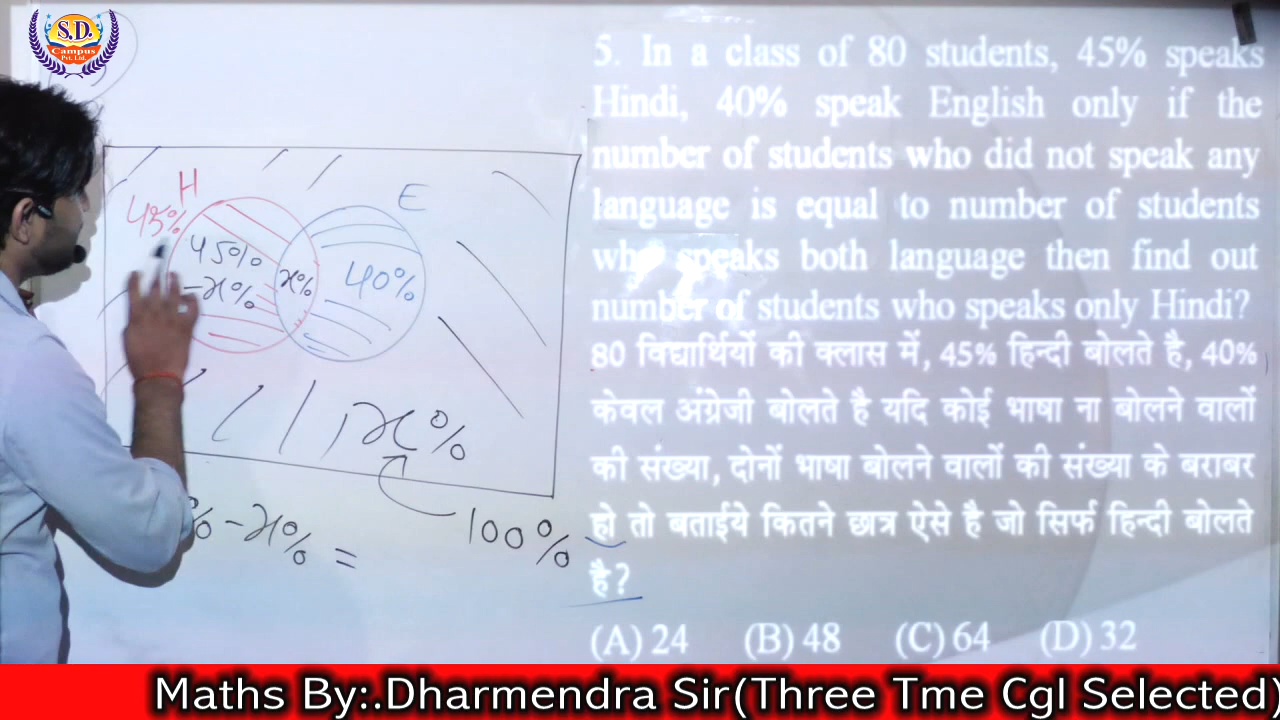 S.D.
Campus
Pvt. Ltd.
5. In a class of 80 students, 45% speaks
Hindi, 40% speak English only if the
number of students who did not speak any
language is equal to number of students
who speaks both language then find out
number of students who speaks only Hindi?
80 विद्यार्थियों की क्लास में, 45% हिन्दी बोलते है, 40%
केवल अंग्रेजी बोलते है यदि कोई भाषा ना बोलने वालों
की संख्या, दोनों भाषा बोलने वालों की संख्या के बराबर
हो तो बताईये कितने छात्र ऐसे है जो सिर्फ हिन्दी बोलते
है?
(A) 24 (B) 48 (C) 64 (D) 32
H
E
45%
45%
-x%
x%
40%
x%
% - x% =
100%
Maths By:.Dharmendra Sir(Three Tme Cgl Selected)